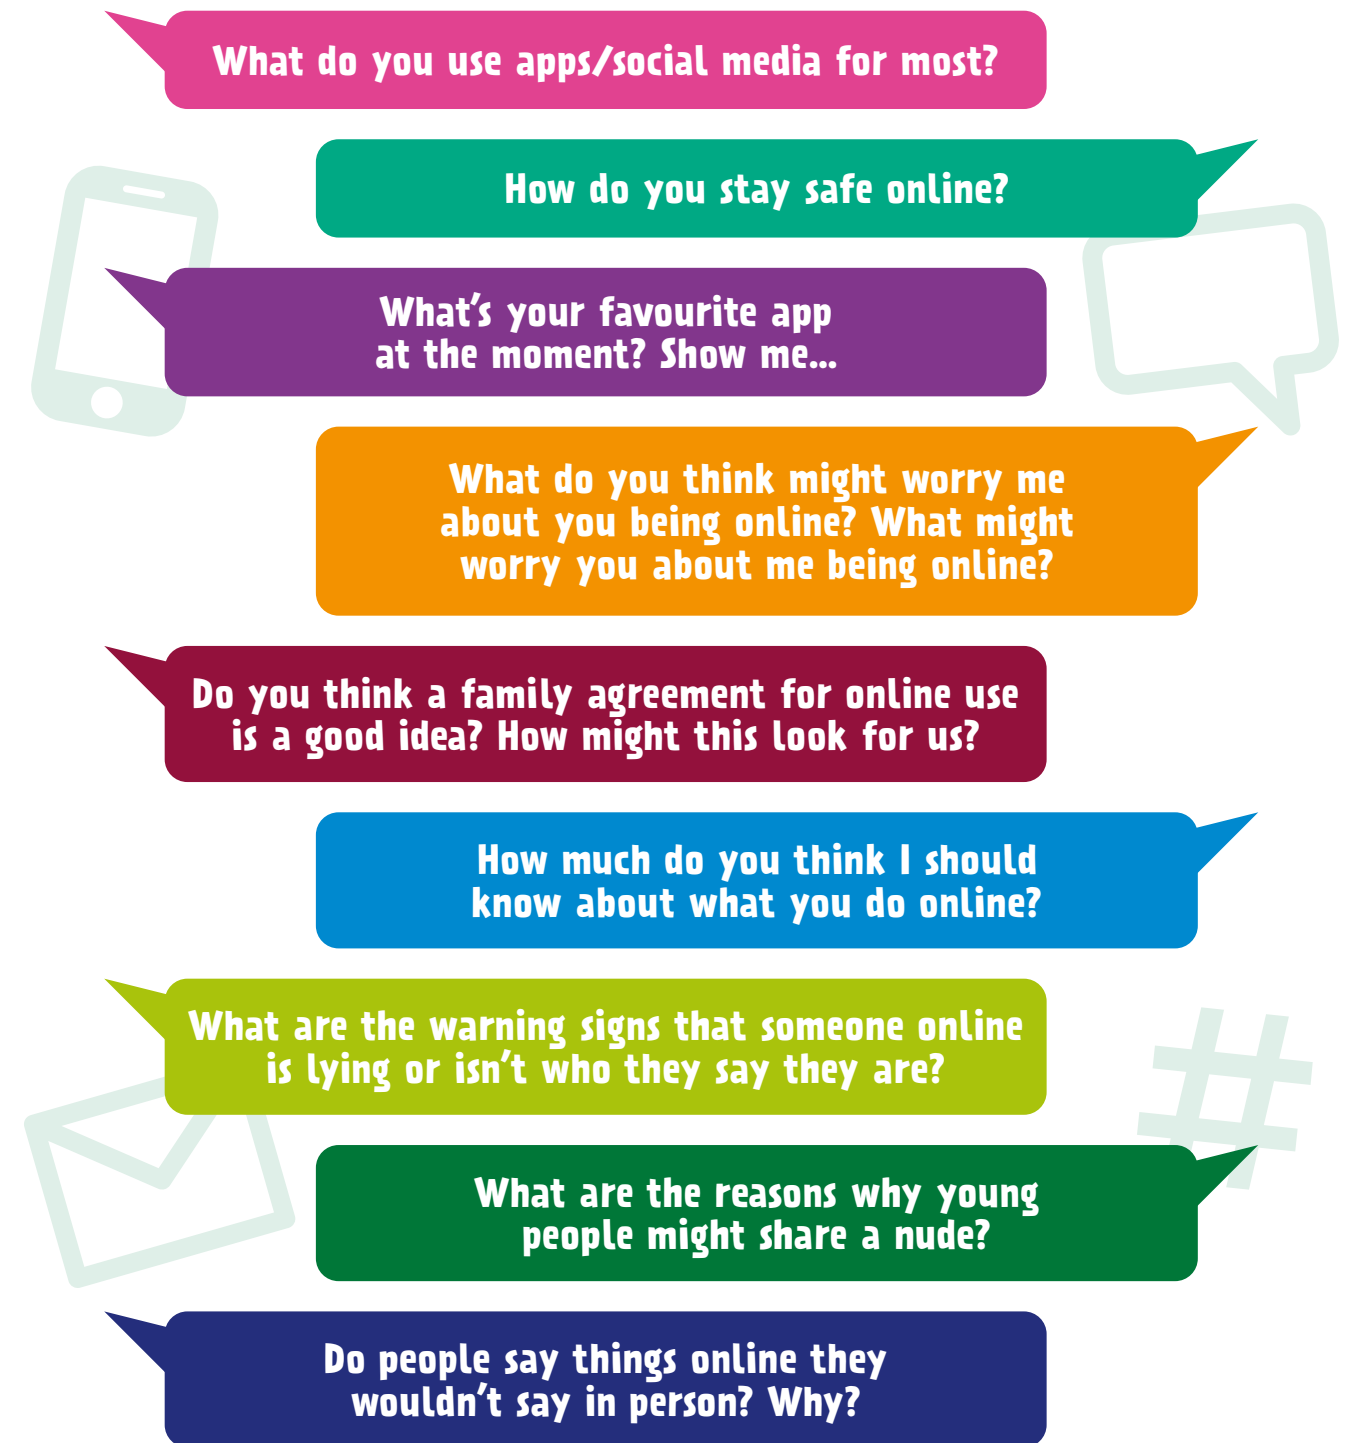 What do you use apps/social media for most?
How do you stay safe online?
What's your favourite app
at the moment? Show me...
What do you think might worry me
about you being online? What might
worry you about me being online?
Do you think a family agreement for online use
is a good idea? How might this look for us?
How much do you think I should
know about what you do online?
What are the warning signs that someone online
is lying or isn't who they say they are?
What are the reasons why young
people might share a nude?
Do people say things online they
wouldn't say in person? Why?